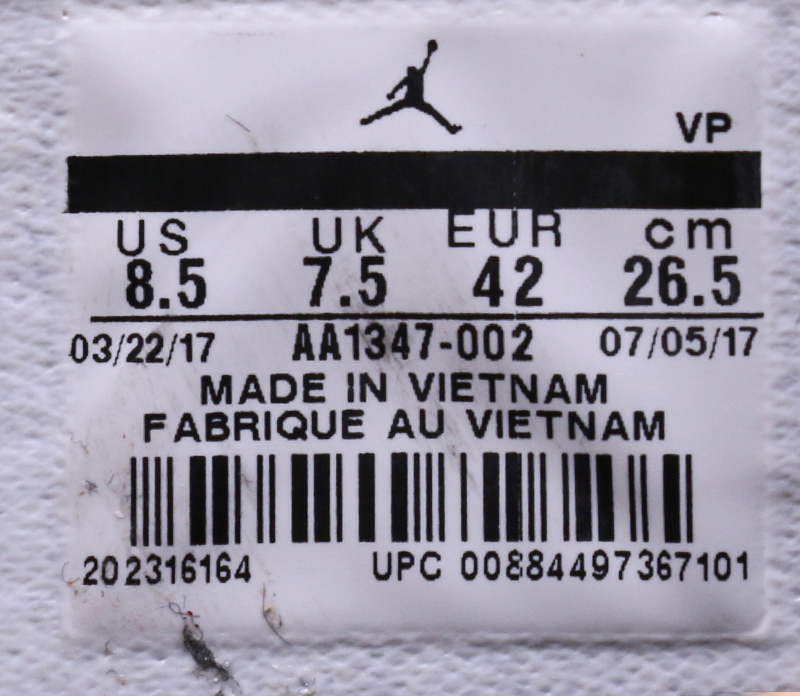 VP
US UK EUR cm
8.5 7.5 42 26.5
03/22/17 AA1347-002 07/05/17
MADE IN VIETNAM
FABRIQUE AU VIETNAM
202316164 UPC 00884497367101